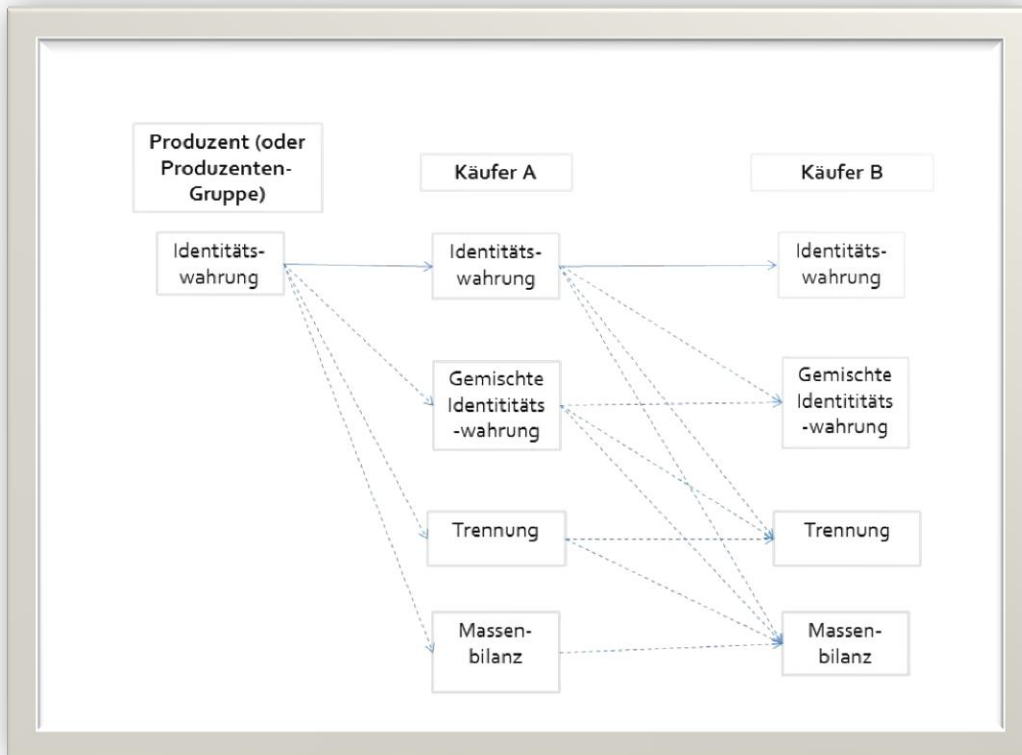 Produzent (oder
Produzenten-
Gruppe)
Käufer A
Käufer B
Identitäts-
wahrung
Identitäts-
wahrung
Identitäts-
wahrung
Gemischte
Identititäts
-wahrung
Gemischte
Identititäts
-wahrung
Trennung
Trennung
Massen-
bilanz
Massen-
bilanz